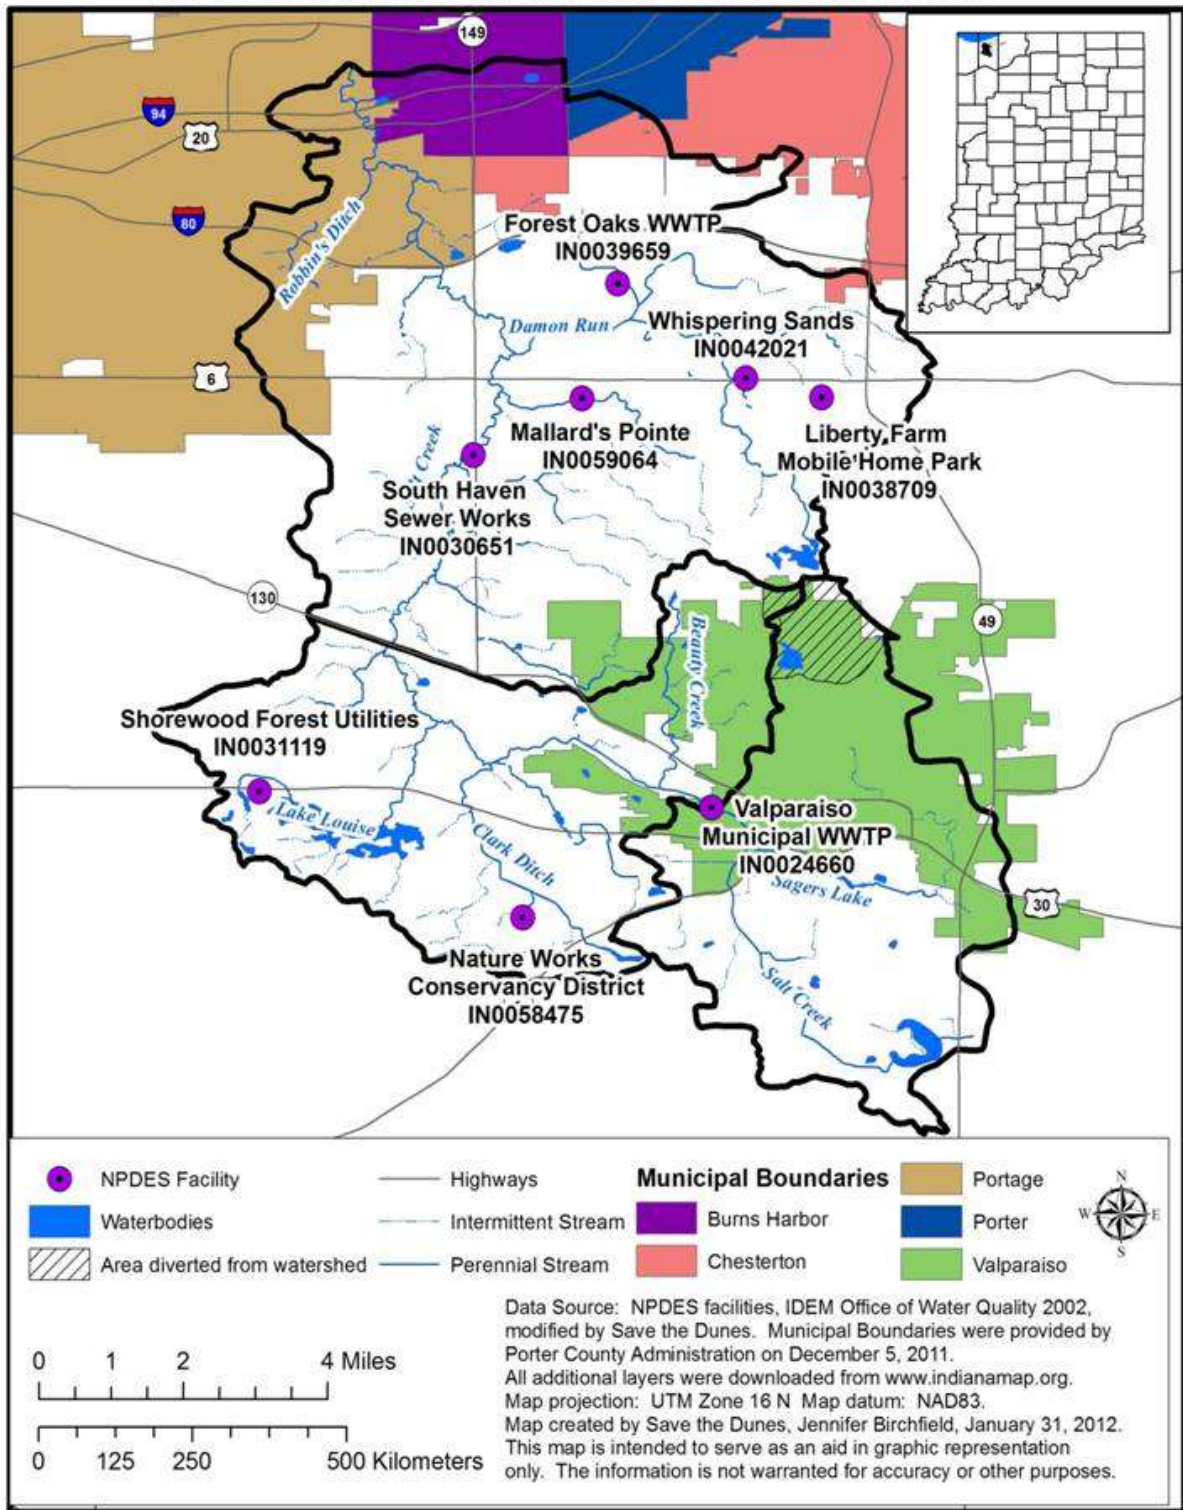 149
94
20
80
Robbin's Ditch
Forest Oaks WWTP
IN0039659
Damon Run
Whispering Sands
IN0042021
6
Mallard's Pointe
IN0059064
Liberty Farm
Mobile Home Park
IN0038709
Creek
South Haven
Sewer Works
IN0030651
130
49
Beauty Creek
Shorewood Forest Utilities
IN0031119
Lake Louise
Clark Ditch
Valparaiso
Municipal WWTP
IN0024660
Sagers Lake
30
Nature Works
Conservancy District
IN0058475
Salt Creek
NPDES Facility
Waterbodies
Area diverted from watershed
Highways
Intermittent Stream
Perennial Stream
Municipal Boundaries
Burns Harbor
Chesterton
Portage
Porter
Valparaiso
N
W E
S
0 1 2 4 Miles
0 125 250 500 Kilometers
Data Source: NPDES facilities, IDEM Office of Water Quality 2002,
modified by Save the Dunes. Municipal Boundaries were provided by
Porter County Administration on December 5, 2011.
All additional layers were downloaded from www.indianamap.org.
Map projection: UTM Zone 16 N Map datum: NAD83.
Map created by Save the Dunes, Jennifer Birchfield, January 31, 2012.
This map is intended to serve as an aid in graphic representation
only. The information is not warranted for accuracy or other purposes.